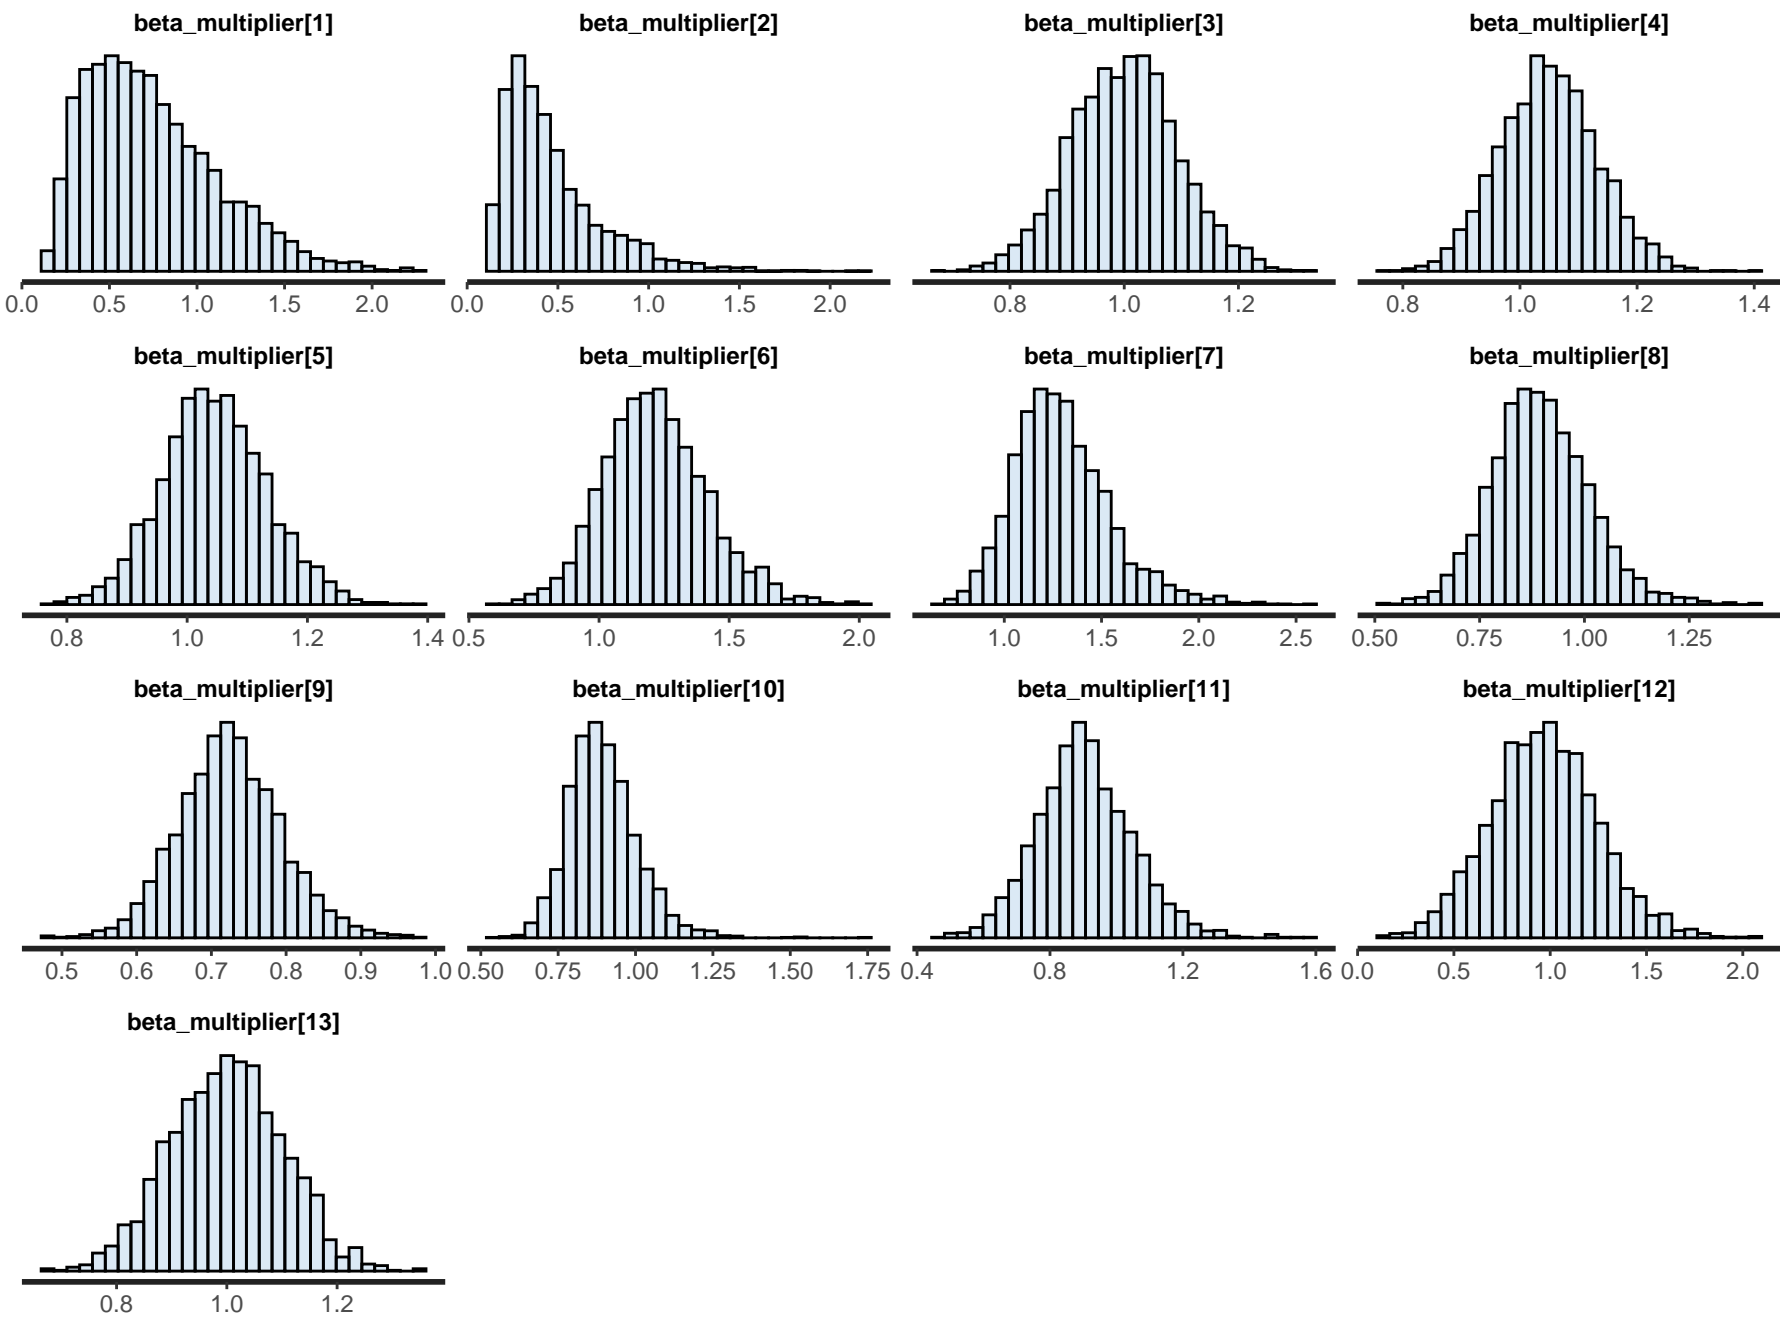 beta_multiplier[1] beta_multiplier[2] beta_multiplier[3] beta_multiplier[4]
0.0 0.5 1.0 1.5 2.0 0.0 0.5 1.0 1.5 2.0 0.8 1.0 1.2 0.8 1.0 1.2 1.4
beta_multiplier[5] beta_multiplier[6] beta_multiplier[7] beta_multiplier[8]
0.8 1.0 1.2 1.4 0.5 1.0 1.5 2.0 1.0 1.5 2.0 2.5 0.50 0.75 1.00 1.25
beta_multiplier[9] beta_multiplier[10] beta_multiplier[11] beta_multiplier[12]
0.5 0.6 0.7 0.8 0.9 1.0 0.50 0.75 1.00 1.25 1.50 1.75 0.4 0.8 1.2 1.6 0.0 0.5 1.0 1.5 2.0
beta_multiplier[13]
0.8 1.0 1.2